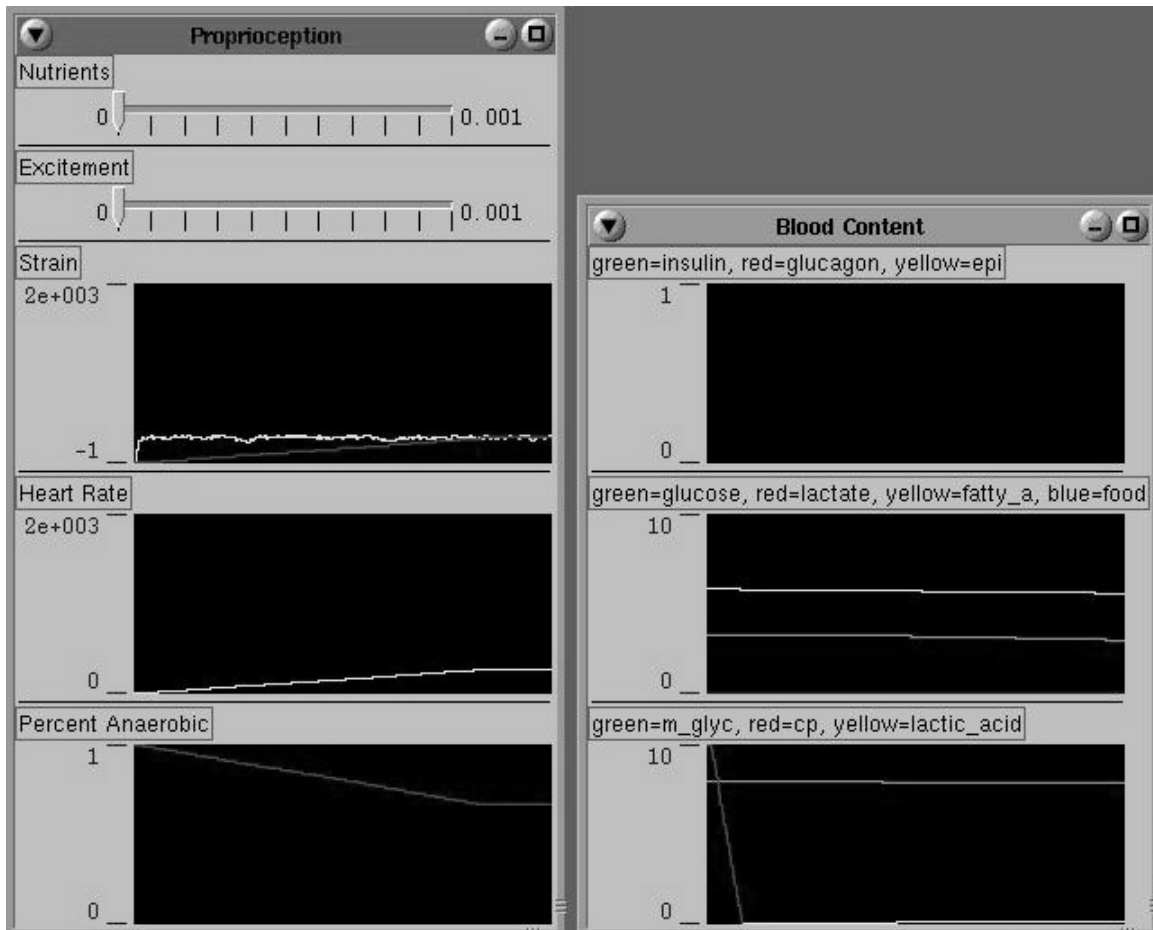 Proprioception
Nutrients
0 0.001
Excitement
0 0.001
Strain
2e+003
-1
Heart Rate
2e+003
0
Percent Anaerobic
1
0
Blood Content
green=insulin, red=glucagon, yellow=epi
1
0
green=glucose, red=lactate, yellow=fatty_a, blue=food
10
0
green=m_glyc, red=cp, yellow=lactic_acid
10
0